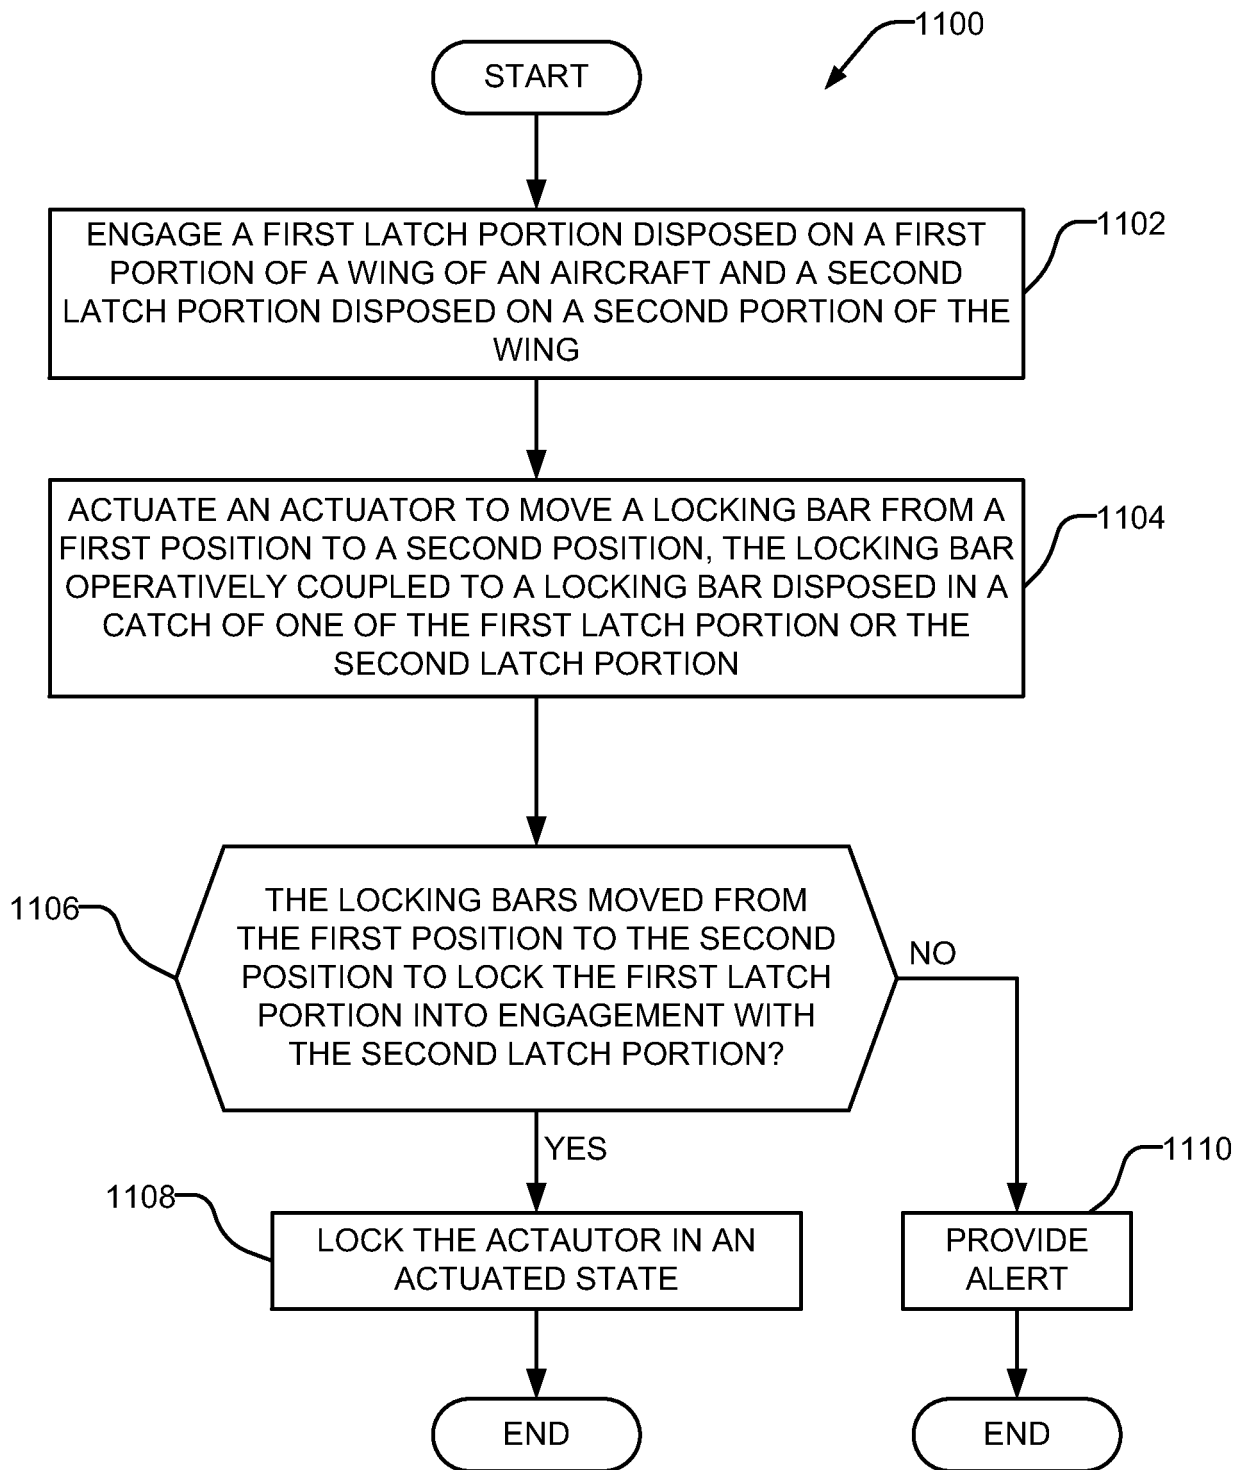 1100
START
1102
ENGAGE A FIRST LATCH PORTION DISPOSED ON A FIRST
PORTION OF A WING OF AN AIRCRAFT AND A SECOND
LATCH PORTION DISPOSED ON A SECOND PORTION OF THE
WING
1104
ACTUATE AN ACTUATOR TO MOVE A LOCKING BAR FROM A
FIRST POSITION TO A SECOND POSITION, THE LOCKING BAR
OPERATIVELY COUPLED TO A LOCKING BAR DISPOSED IN A
CATCH OF ONE OF THE FIRST LATCH PORTION OR THE
SECOND LATCH PORTION
1106
THE LOCKING BARS MOVED FROM
THE FIRST POSITION TO THE SECOND
POSITION TO LOCK THE FIRST LATCH
PORTION INTO ENGAGEMENT WITH
THE SECOND LATCH PORTION?
NO
YES
1108
LOCK THE ACTAUTOR IN AN
ACTUATED STATE
1110
PROVIDE
ALERT
END
END